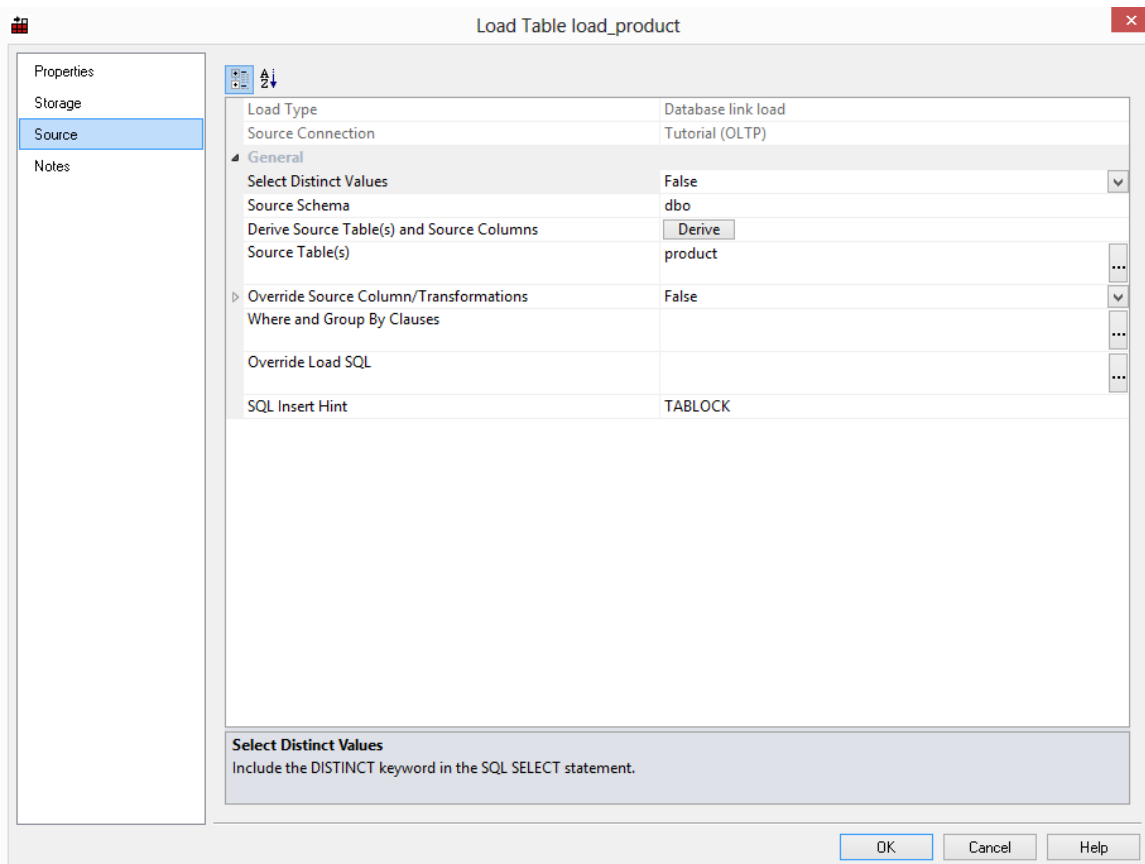 Load Table load_product
Properties
Storage
Source
Notes
Load Type Database link load
Source Connection Tutorial (OLTP)
General
Select Distinct Values False
Source Schema dbo
Derive Source Table(s) and Source Columns Derive
Source Table(s) product
...
Override Source Column/Transformations False
Where and Group By Clauses
...
Override Load SQL
...
SQL Insert Hint TABLOCK
Select Distinct Values
Include the DISTINCT keyword in the SQL SELECT statement.
OK Cancel Help